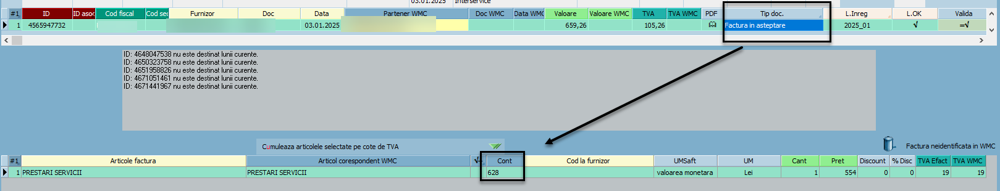 03.01.2025 Interservice
#1 ID ID asoc Cod fiscal Cod sec Furnizor Doc Data Partener WMC Doc WMC Data WMC Valoare Valoare WMC TVA TVA WMC PDF Tip doc. L.Inreg L.OK Valida
1 4565947732 03.01.2025 659,26 105,26 Factura in asteptare 2025_01 √ =√
ID: 4648047538 nu este destinat lunii curente.
ID: 4650323758 nu este destinat lunii curente.
ID: 4651958826 nu este destinat lunii curente.
ID: 4671051461 nu este destinat lunii curente.
ID: 4671441967 nu este destinat lunii curente.
Cumuleaza articolele selectate pe cote de TVA
Factura neidentificata in WMC
#1 Articole factura Articol corespondent WMC √- Cont Cod la furnizor UMSaft UM Cant Pret Discount % Disc TVA Efact TVA WMC
1 PRESTARI SERVICII PRESTARI SERVICII 628 valoarea monetara Lei 1 554 0 0 19 19